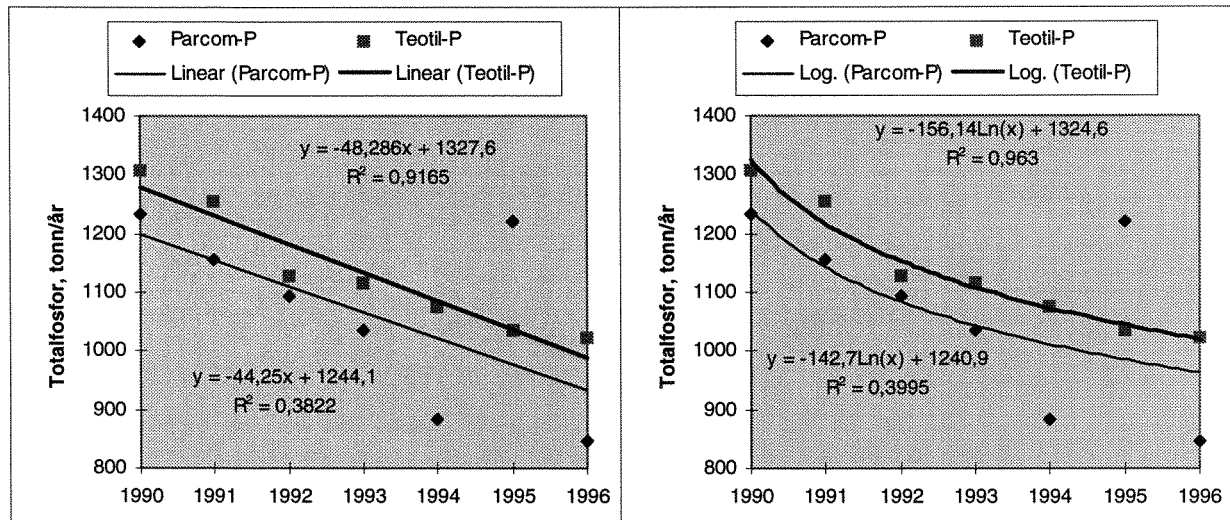 Parcom-P Teotil-P
Linear (Parcom-P) Linear (Teotil-P)
Totalfosfor, tonn/år
1400
1300
1200
1100
1000
900
800
y = -48,286x + 1327,6
R² = 0,9165
y = -44,25x + 1244,1
R² = 0,3822
1990 1991 1992 1993 1994 1995 1996
Parcom-P Teotil-P
Log. (Parcom-P) Log. (Teotil-P)
Totalfosfor, tonn/år
1400
1300
1200
1100
1000
900
800
y = -156,14Ln(x) + 1324,6
R² = 0,963
y = -142,7Ln(x) + 1240,9
R² = 0,3995
1990 1991 1992 1993 1994 1995 1996